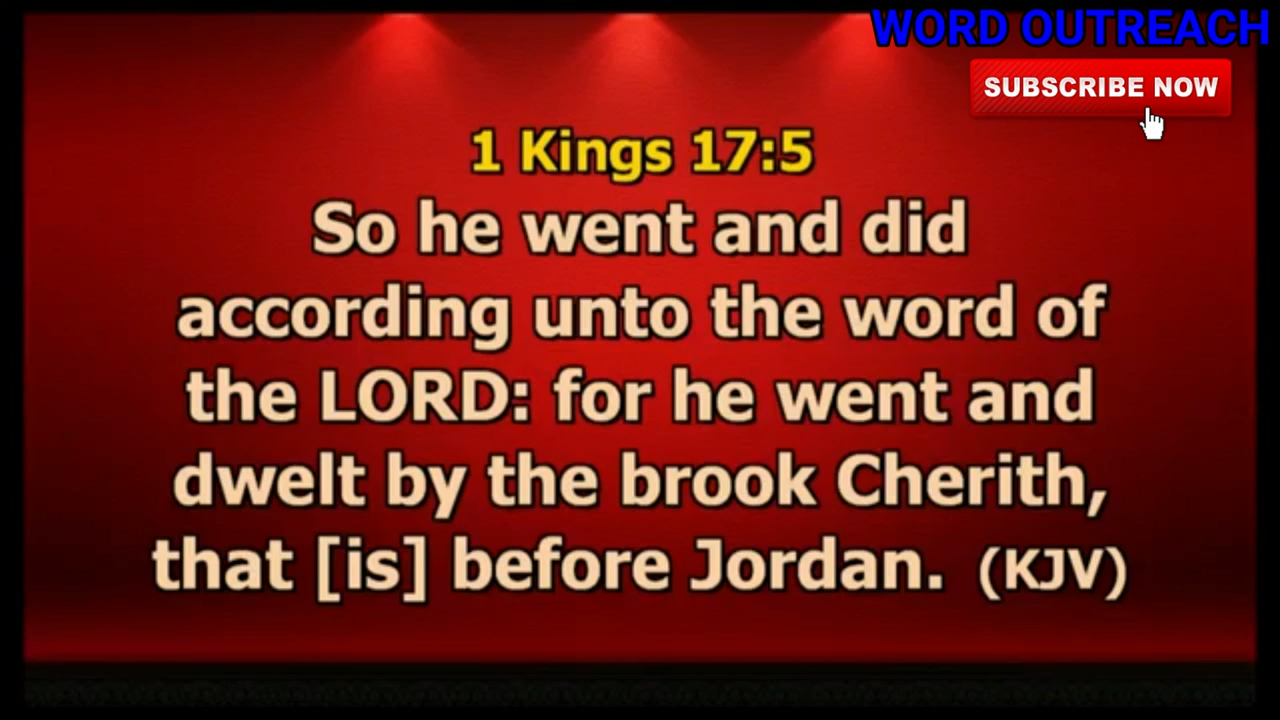 WORD OUTREACH
SUBSCRIBE NOW
1 Kings 17:5
So he went and did
according unto the word of
the LORD: for he went and
dwelt by the brook Cherith,
that [is] before Jordan. (KJV)